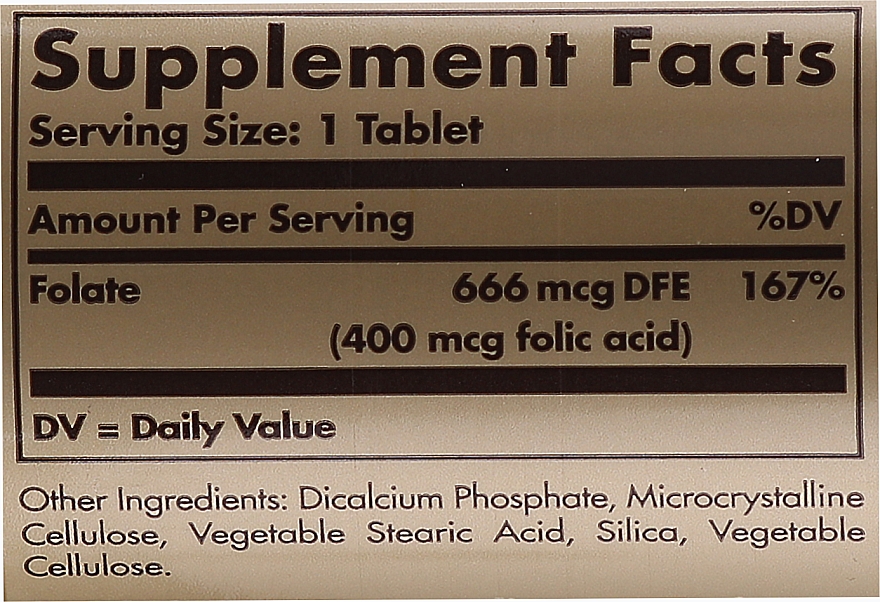 Supplement Facts
Serving Size: 1 Tablet
Amount Per Serving %DV
Folate 666 mcg DFE 167%
(400 mcg folic acid)
DV = Daily Value
Other Ingredients: Dicalcium Phosphate, Microcrystalline
Cellulose, Vegetable Stearic Acid, Silica, Vegetable
Cellulose.